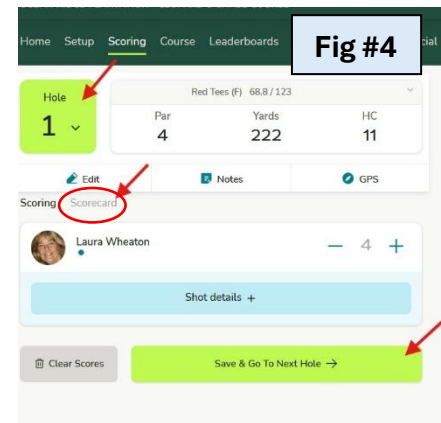 Home Setup Scoring Course Leaderboards cial
Fig #4
Hole
1
Red Tees (F) 68.8 / 123
Par Yards HC
4 222 11
Edit Notes GPS
Scoring Scorecard
Laura Wheaton
— 4 +
Shot details +
Clear Scores Save & Go To Next Hole →